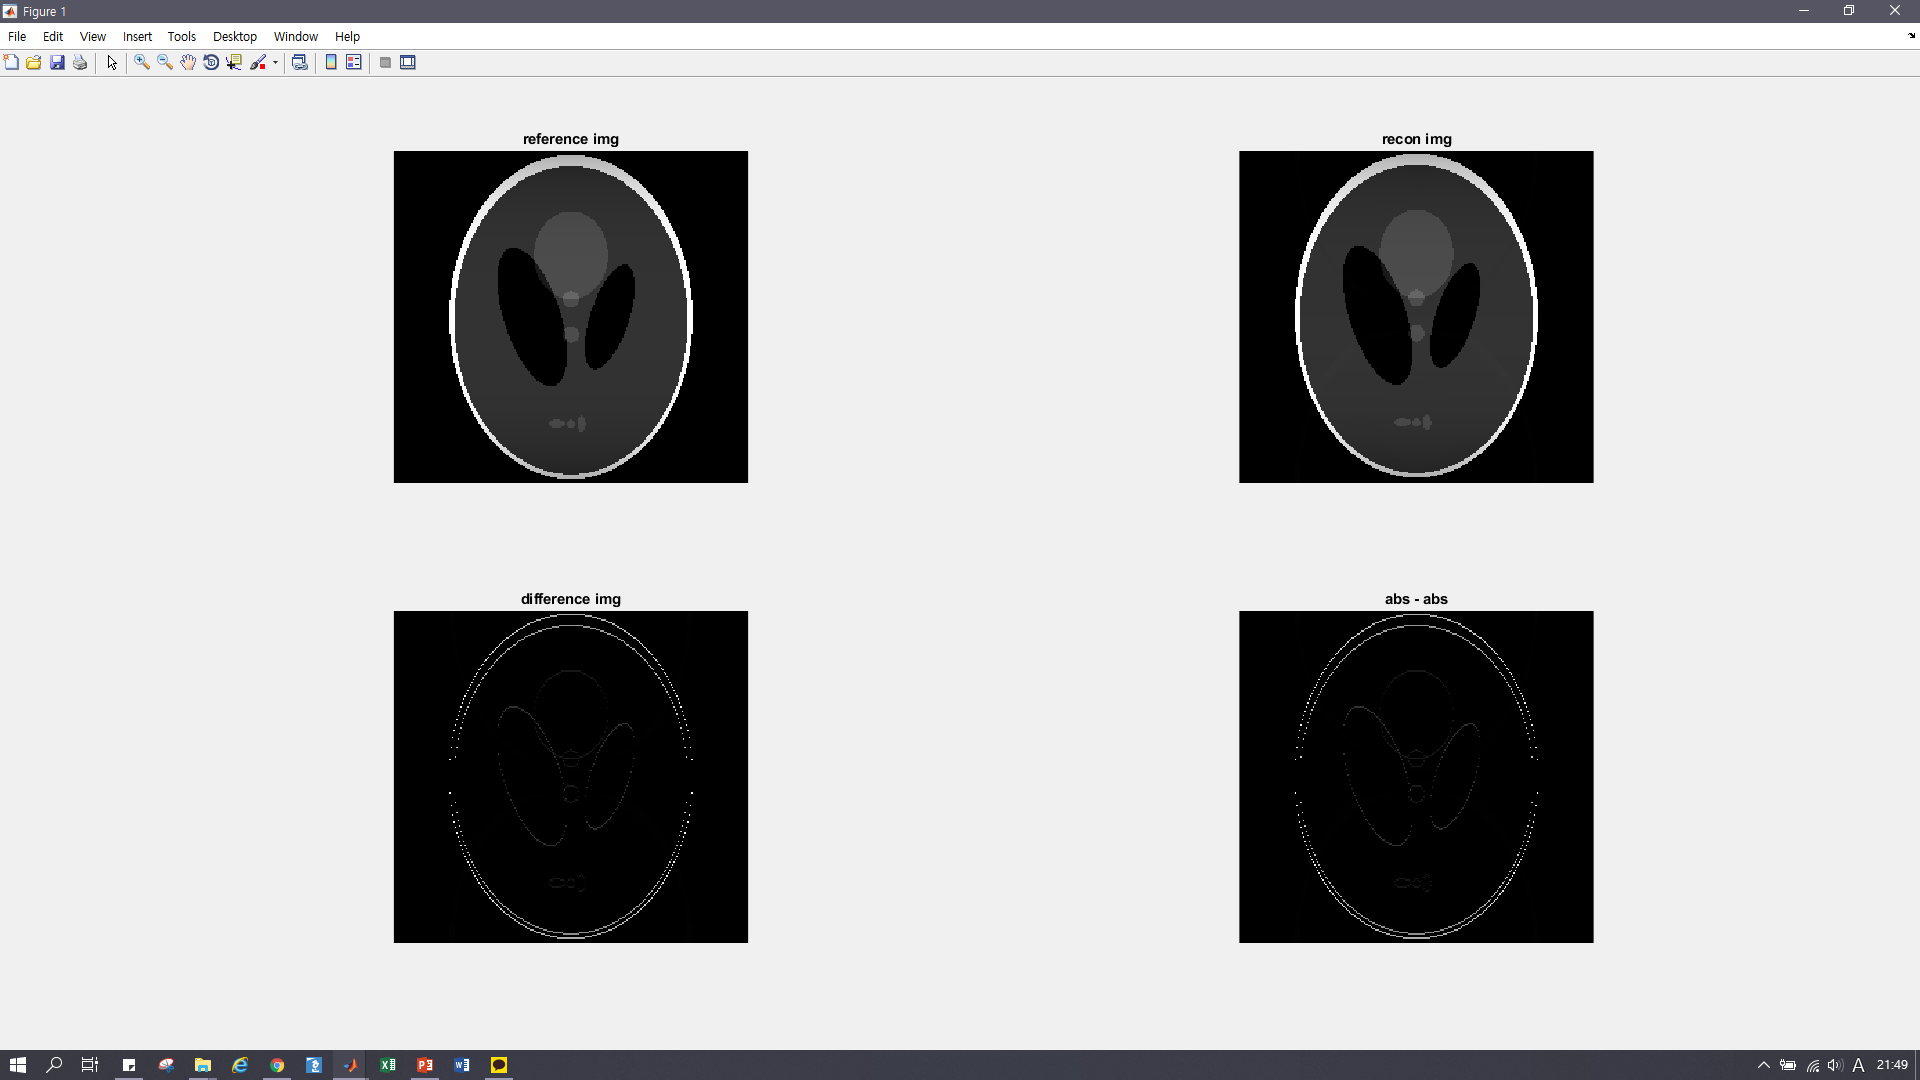 Figure 1
File Edit View Insert Tools Desktop Window Help
reference img
recon img
difference img
abs - abs
A 21:49